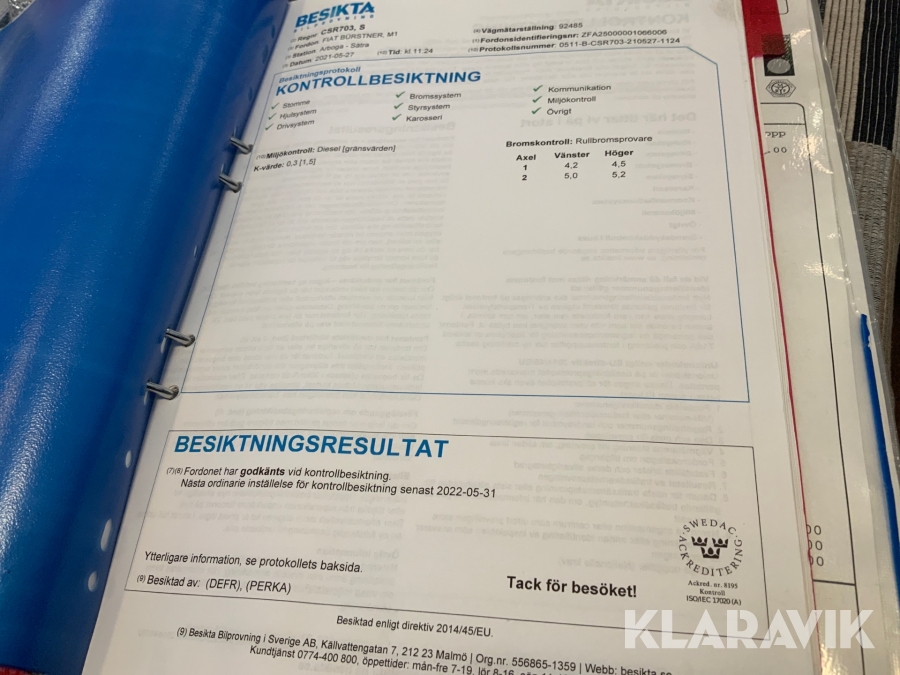 BESIKTA
BILPROVNING
Regnr: CSR703, S
Fordon: FIAT BÜRSTNER, M1
Station: Arboga - Sätra
Datum: 2021-05-27 (10) Tid: kl 11:24
(4) Vägmätarställning: 92485
(1) Fordonsidentifieringsnr: ZFA25000001066006
(10) Protokollsnummer: 0511-B-CSR703-210527-1124
Besiktningsprotokoll
KONTROLLBESIKTNING
✓ Stomme
✓ Hjulsystem
✓ Drivsystem
✓ Bromssystem
✓ Styrsystem
✓ Karosseri
✓ Kommunikation
✓ Miljökontroll
✓ Övrigt
(10) Miljökontroll: Diesel [gränsvärden]
K-värde: 0,3 [1,5]
Bromskontroll: Rullbromsprovare
Axel Vänster Höger
1 4,2 4,5
2 5,0 5,2
BESIKTNINGSRESULTAT
(7)(8) Fordonet har godkänts vid kontrollbesiktning.
Nästa ordinarie inställelse för kontrollbesiktning senast 2022-05-31
Ytterligare information, se protokollets baksida.
(9) Besiktad av: (DEFR), (PERKA)
Tack för besöket!
SWEDAC
ACKREDITERING
Ackred. nr. 8195
Kontroll
ISO/IEC 17020 (A)
Besiktad enligt direktiv 2014/45/EU.
(9) Besikta Bilprovning i Sverige AB, Källvattengatan 7, 212 23 Malmö | Org.nr. 556865-1359 | Webb: besikta.se
Kundtjänst 0774-400 800, öppettider: mån-fre 7-19, lör 8-16,
KLARAVIK